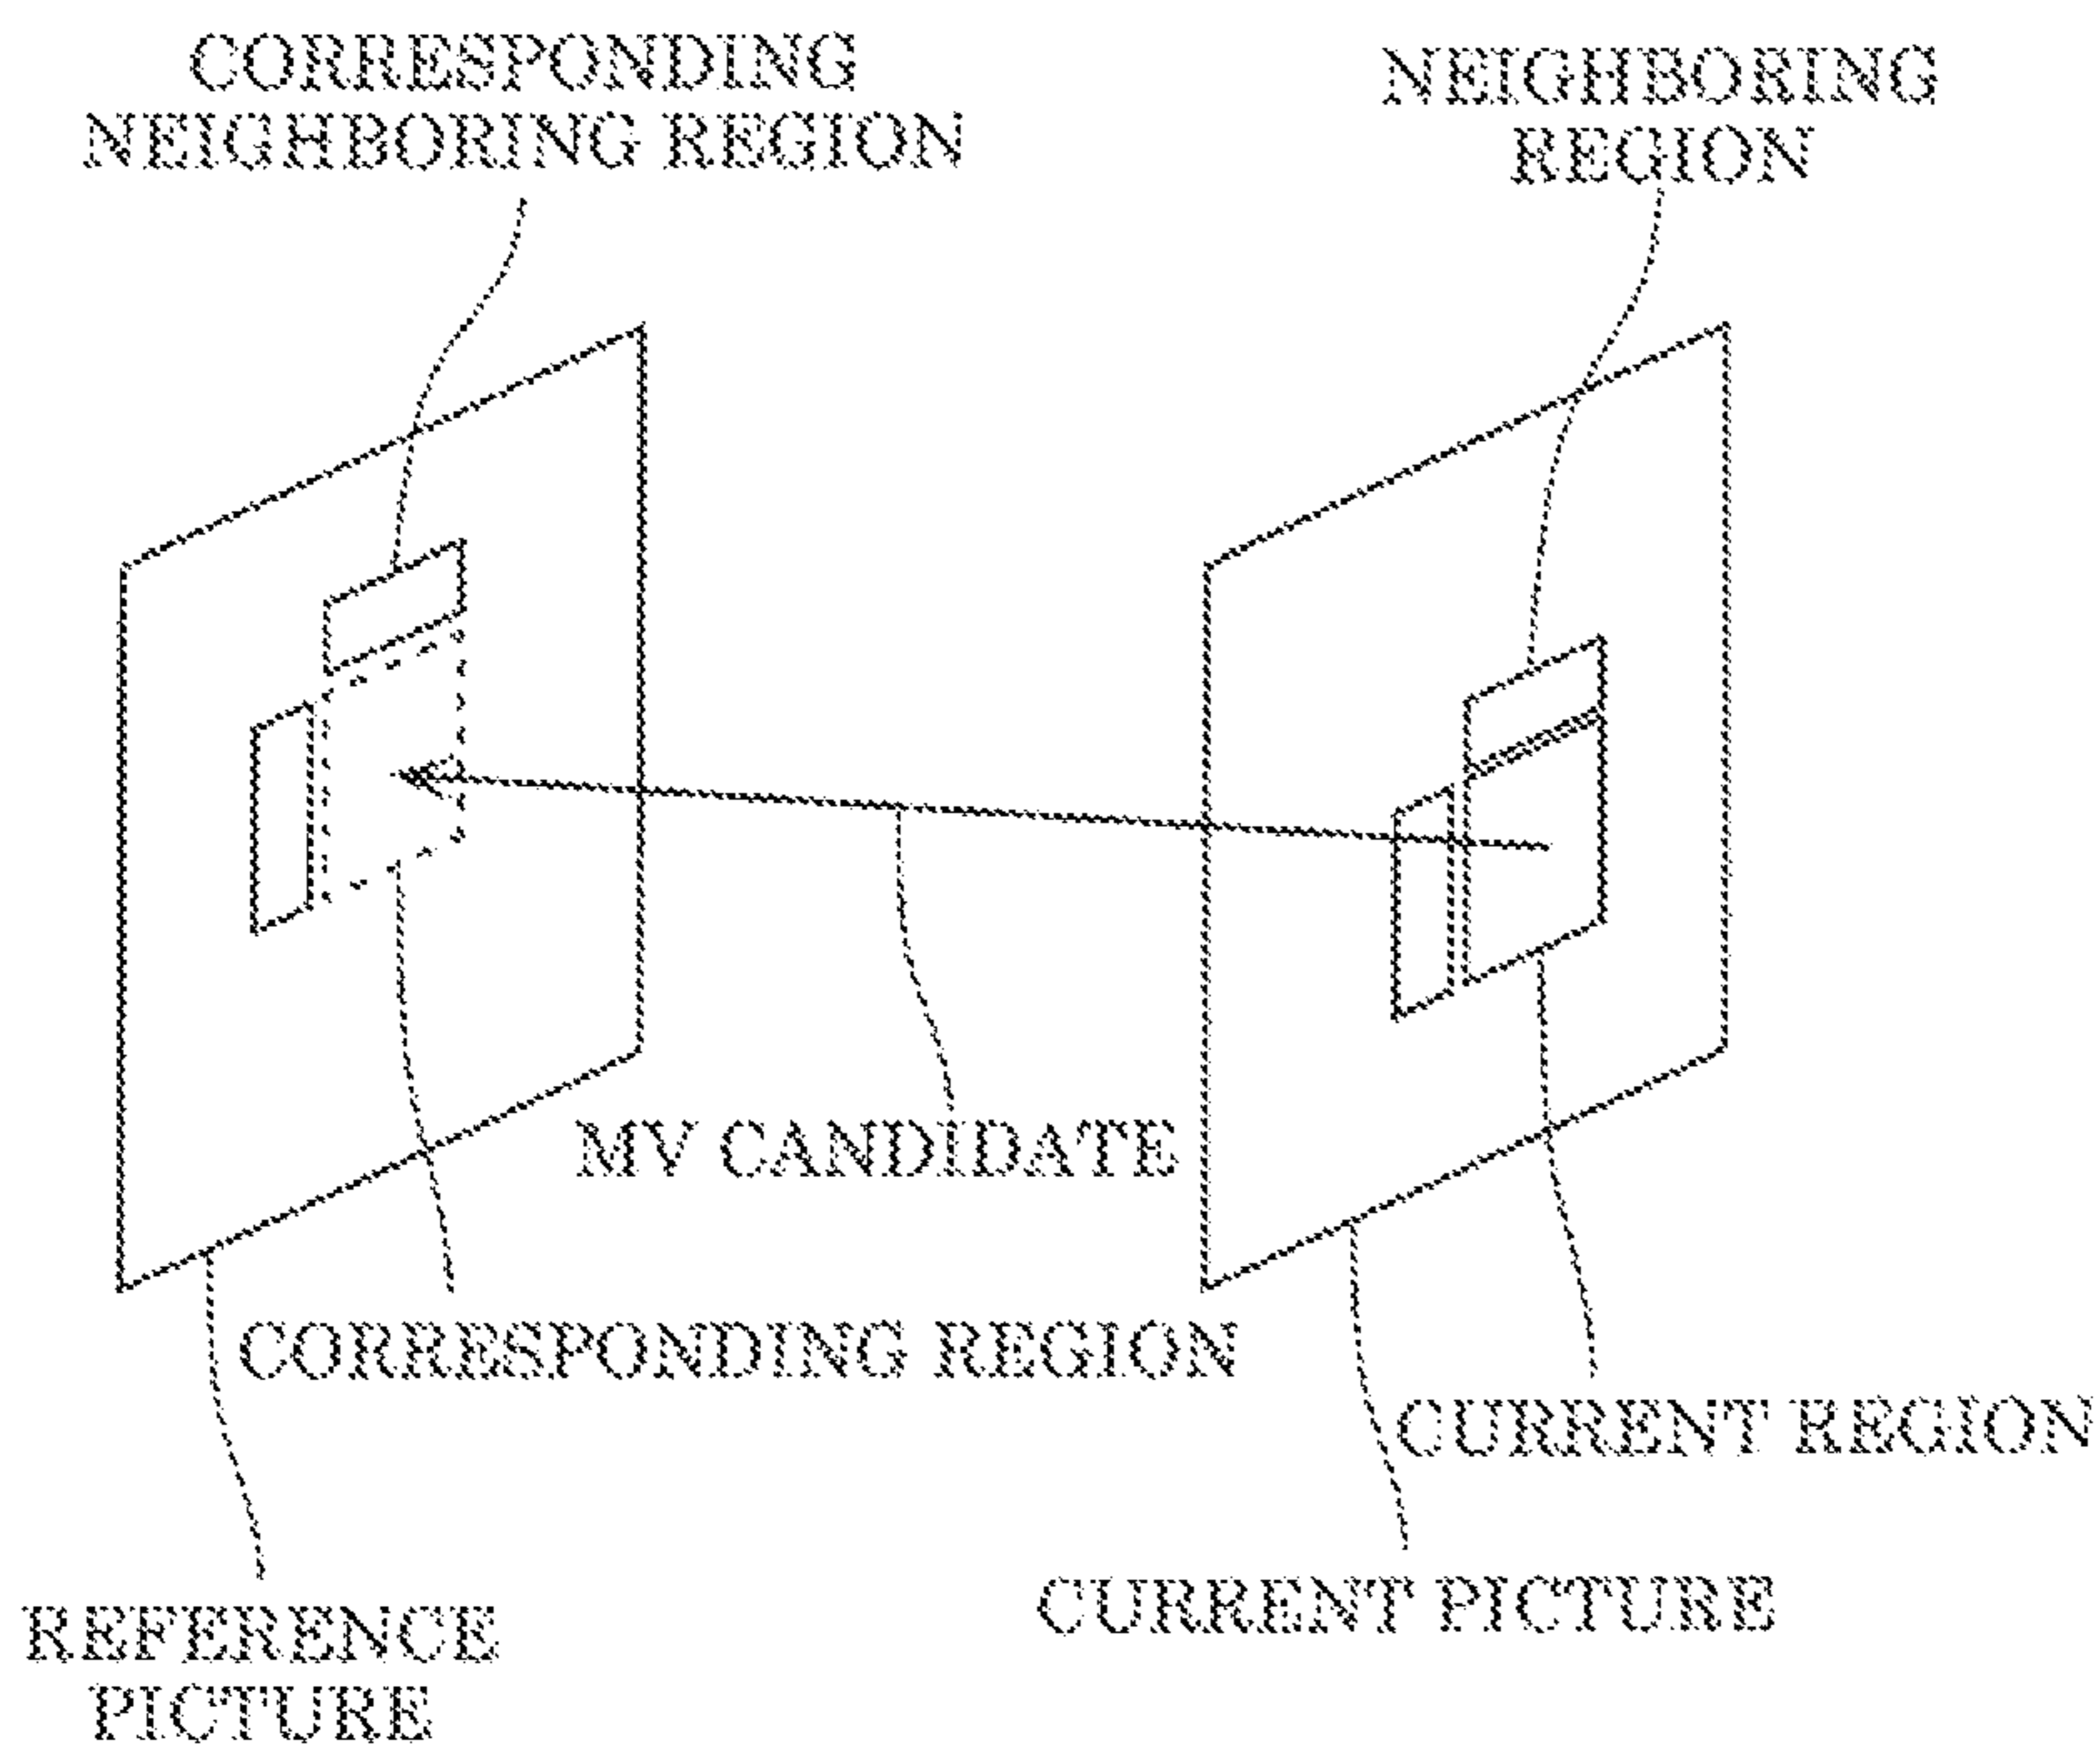 CORRESPONDING
NEIGHBORING REGION
NEIGHBORING
REGION
MV CANDIDATE
CORRESPONDING REGION
CURRENT REGION
CURRENT PICTURE
REFERENCE
PICTURE